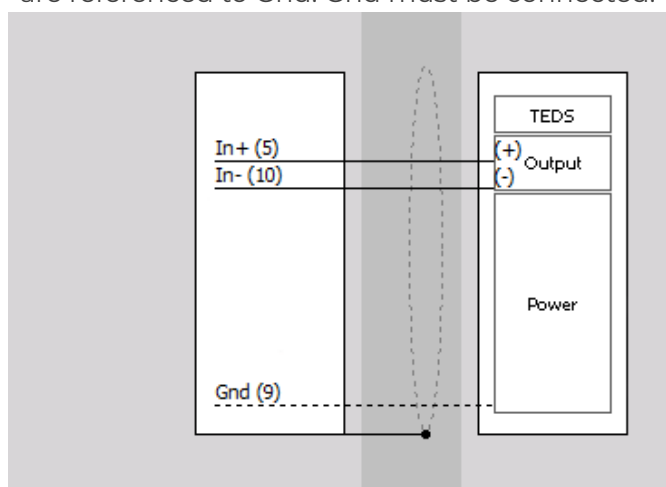 are referenced to Gnd. Gnd must be connected.
TEDS
In+ (5)
(+)
Output
In- (10)
(-)
Power
Gnd (9)